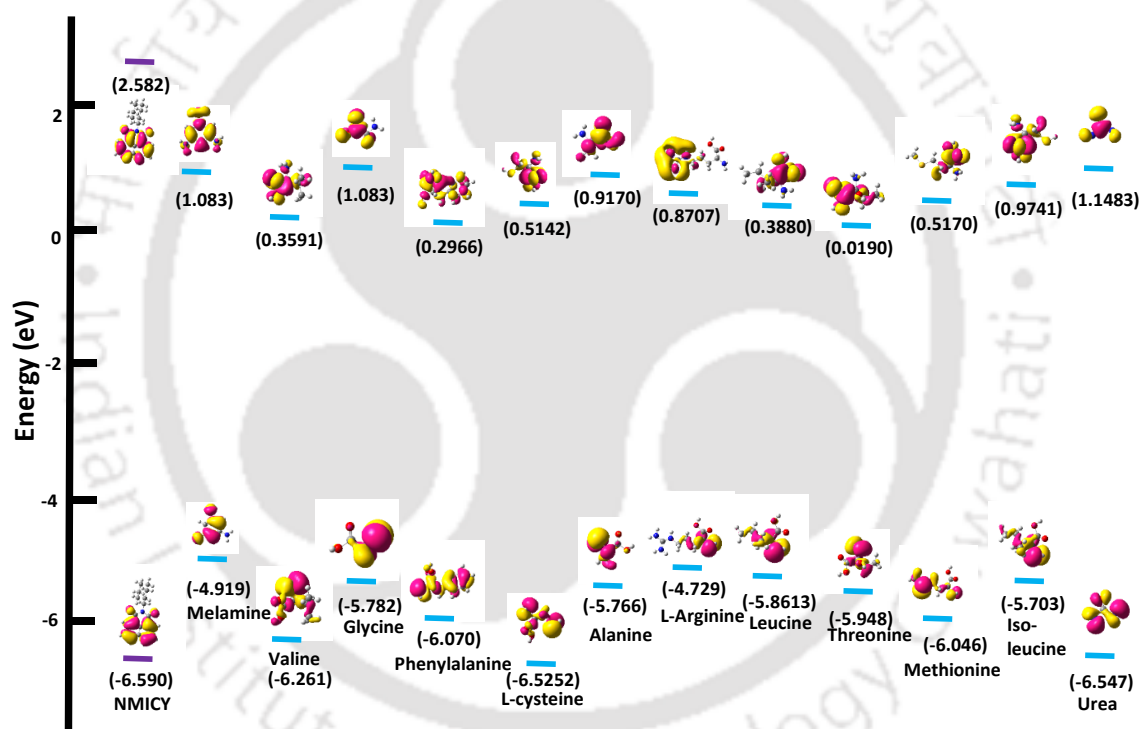 2
0
-2
-4
-6
Energy (eV)
(2.582)
(1.083)
(0.3591)
(1.083)
(0.2966)
(0.5142)
(0.9170)
(0.8707)
(0.3880)
(0.0190)
(0.5170)
(0.9741)
(1.1483)
(-6.590)
NMICY
(-4.919)
Melamine
Valine
(-6.261)
(-5.782)
Glycine
(-6.070)
Phenylalanine
(-6.5252)
L-cysteine
(-5.766)
Alanine
(-4.729)
L-Arginine
(-5.8613)
Leucine
(-5.948)
Threonine
(-6.046)
Methionine
(-5.703)
Iso-
leucine
(-6.547)
Urea
Indian